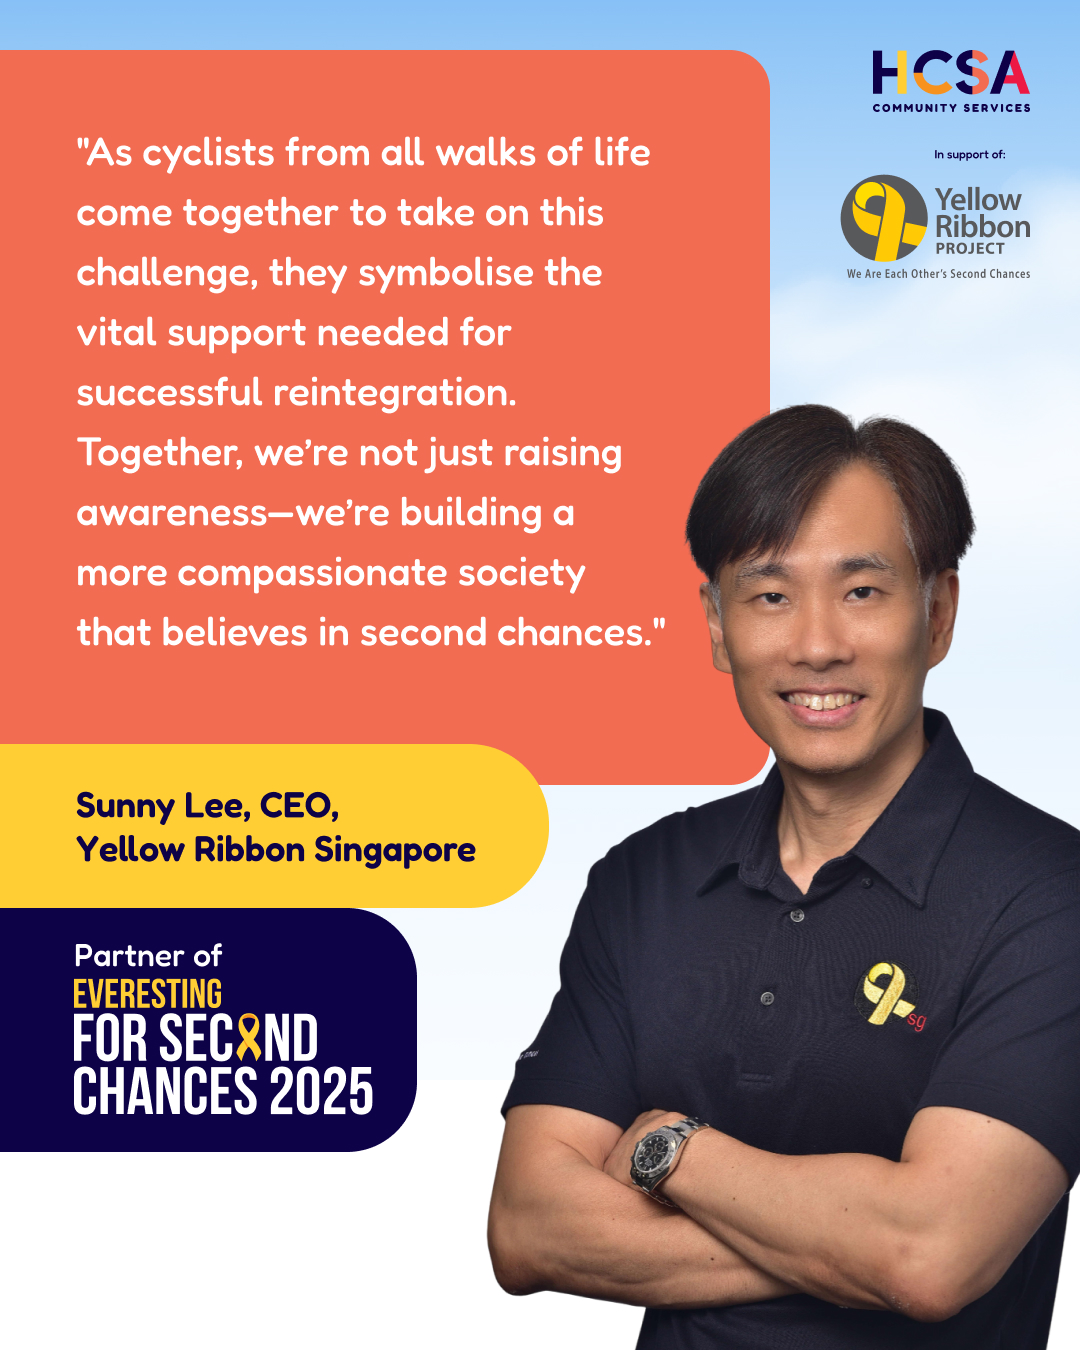 "As cyclists from all walks of life
come together to take on this
challenge, they symbolise the
vital support needed for
successful reintegration.
Together, we’re not just raising
awareness—we’re building a
more compassionate society
that believes in second chances."
Sunny Lee, CEO,
Yellow Ribbon Singapore
Partner of
EVERESTING
FOR SECOND
CHANCES 2025
HCSA
COMMUNITY SERVICES
In support of:
Yellow
Ribbon
PROJECT
We Are Each Other’s Second Chances
sg